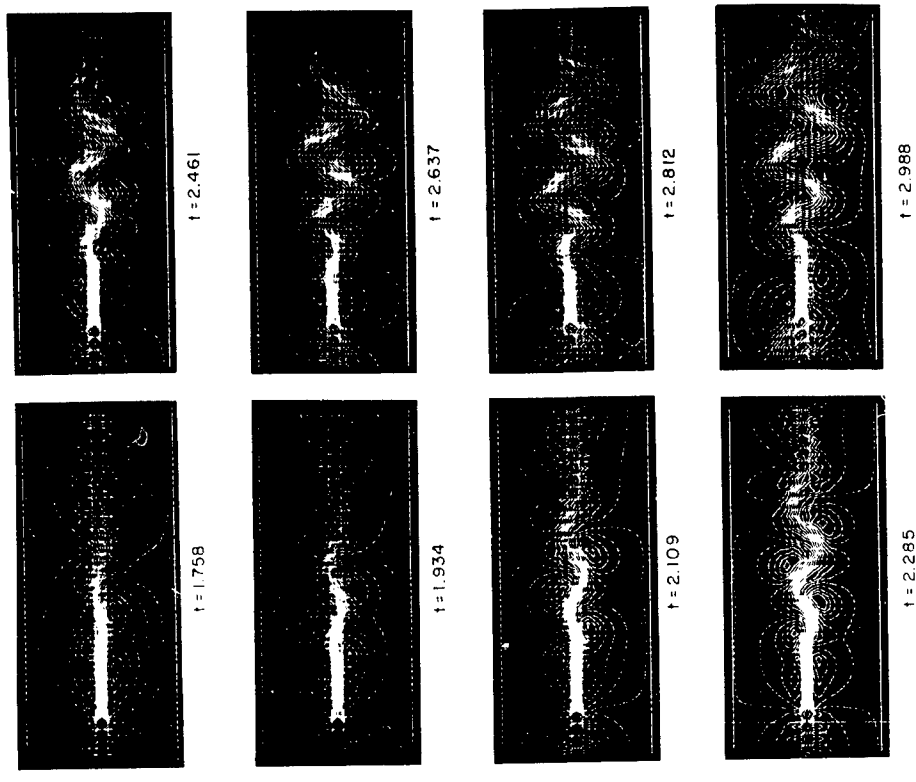 t = 2.461
t = 2.637
t = 2.812
t = 2.988
t = 1.758
t = 1.934
t = 2.109
t = 2.285